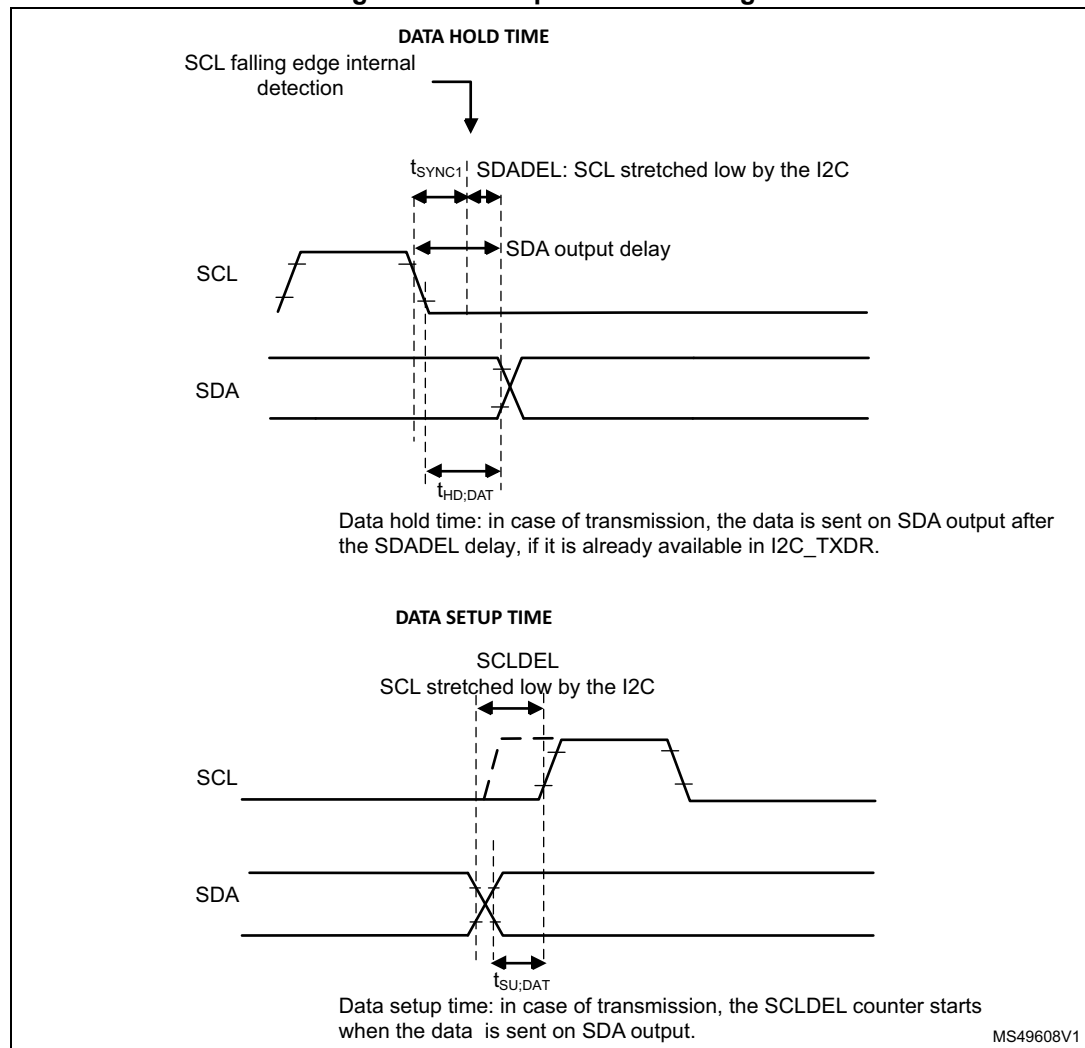 DATA HOLD TIME
SCL falling edge internal
detection
tSYNC1
SDADEL: SCL stretched low by the I2C
SDA output delay
SCL
SDA
tHD;DAT
Data hold time: in case of transmission, the data is sent on SDA output after
the SDADEL delay, if it is already available in I2C_TXDR.
DATA SETUP TIME
SCLDEL
SCL stretched low by the I2C
SCL
SDA
tSU;DAT
Data setup time: in case of transmission, the SCLDEL counter starts
when the data is sent on SDA output.
MS49608V1